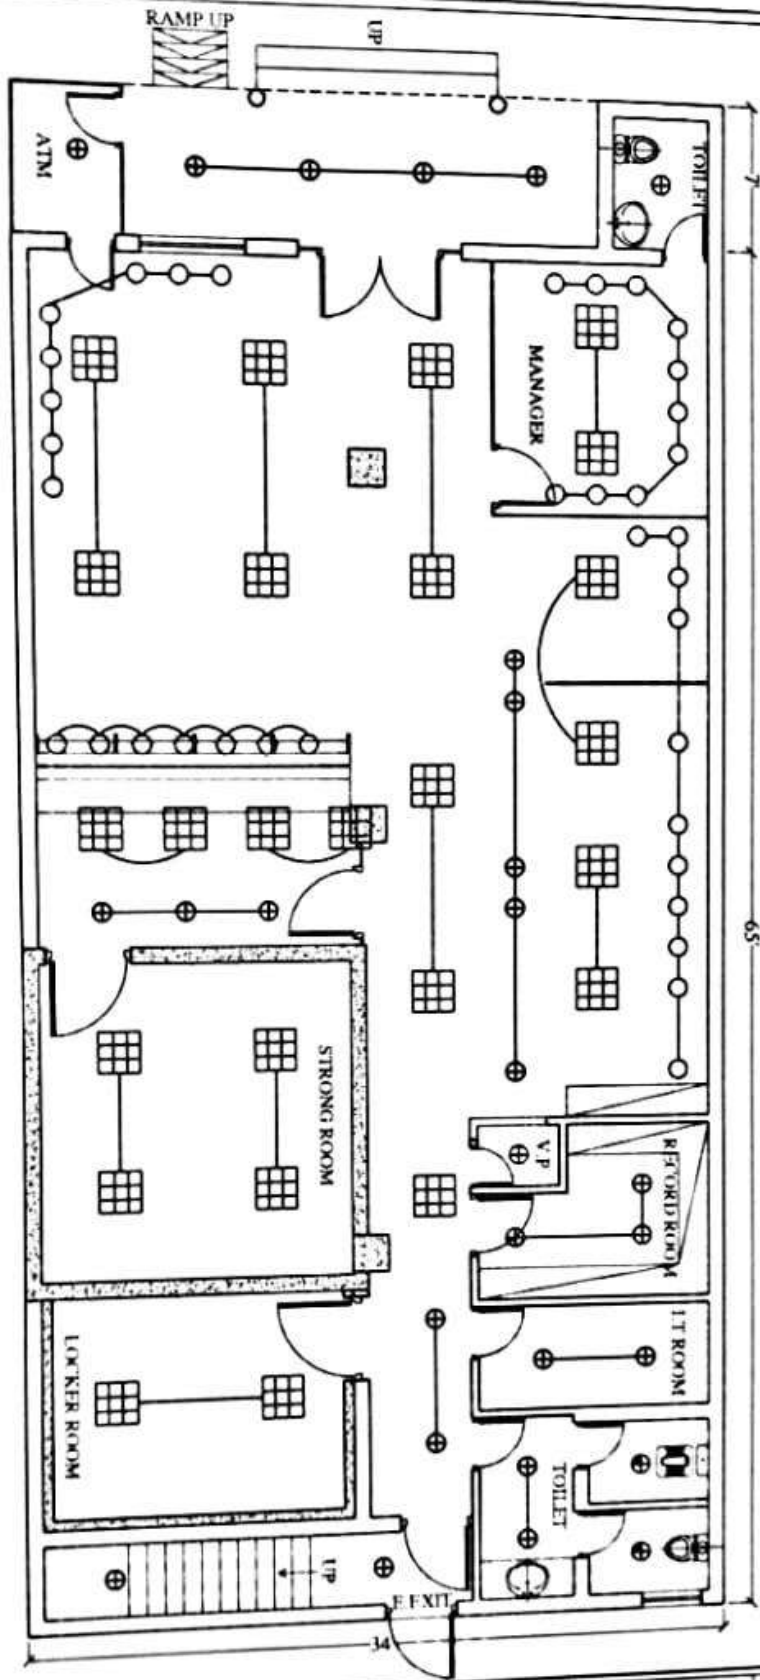 RAMP UP
UP
ATM
TOILET
7'
MANAGER
65'
STRONG ROOM
V.P
RECORD ROOM
I.T ROOM
LOCKER ROOM
TOILET
UP
E.EXIT
34'